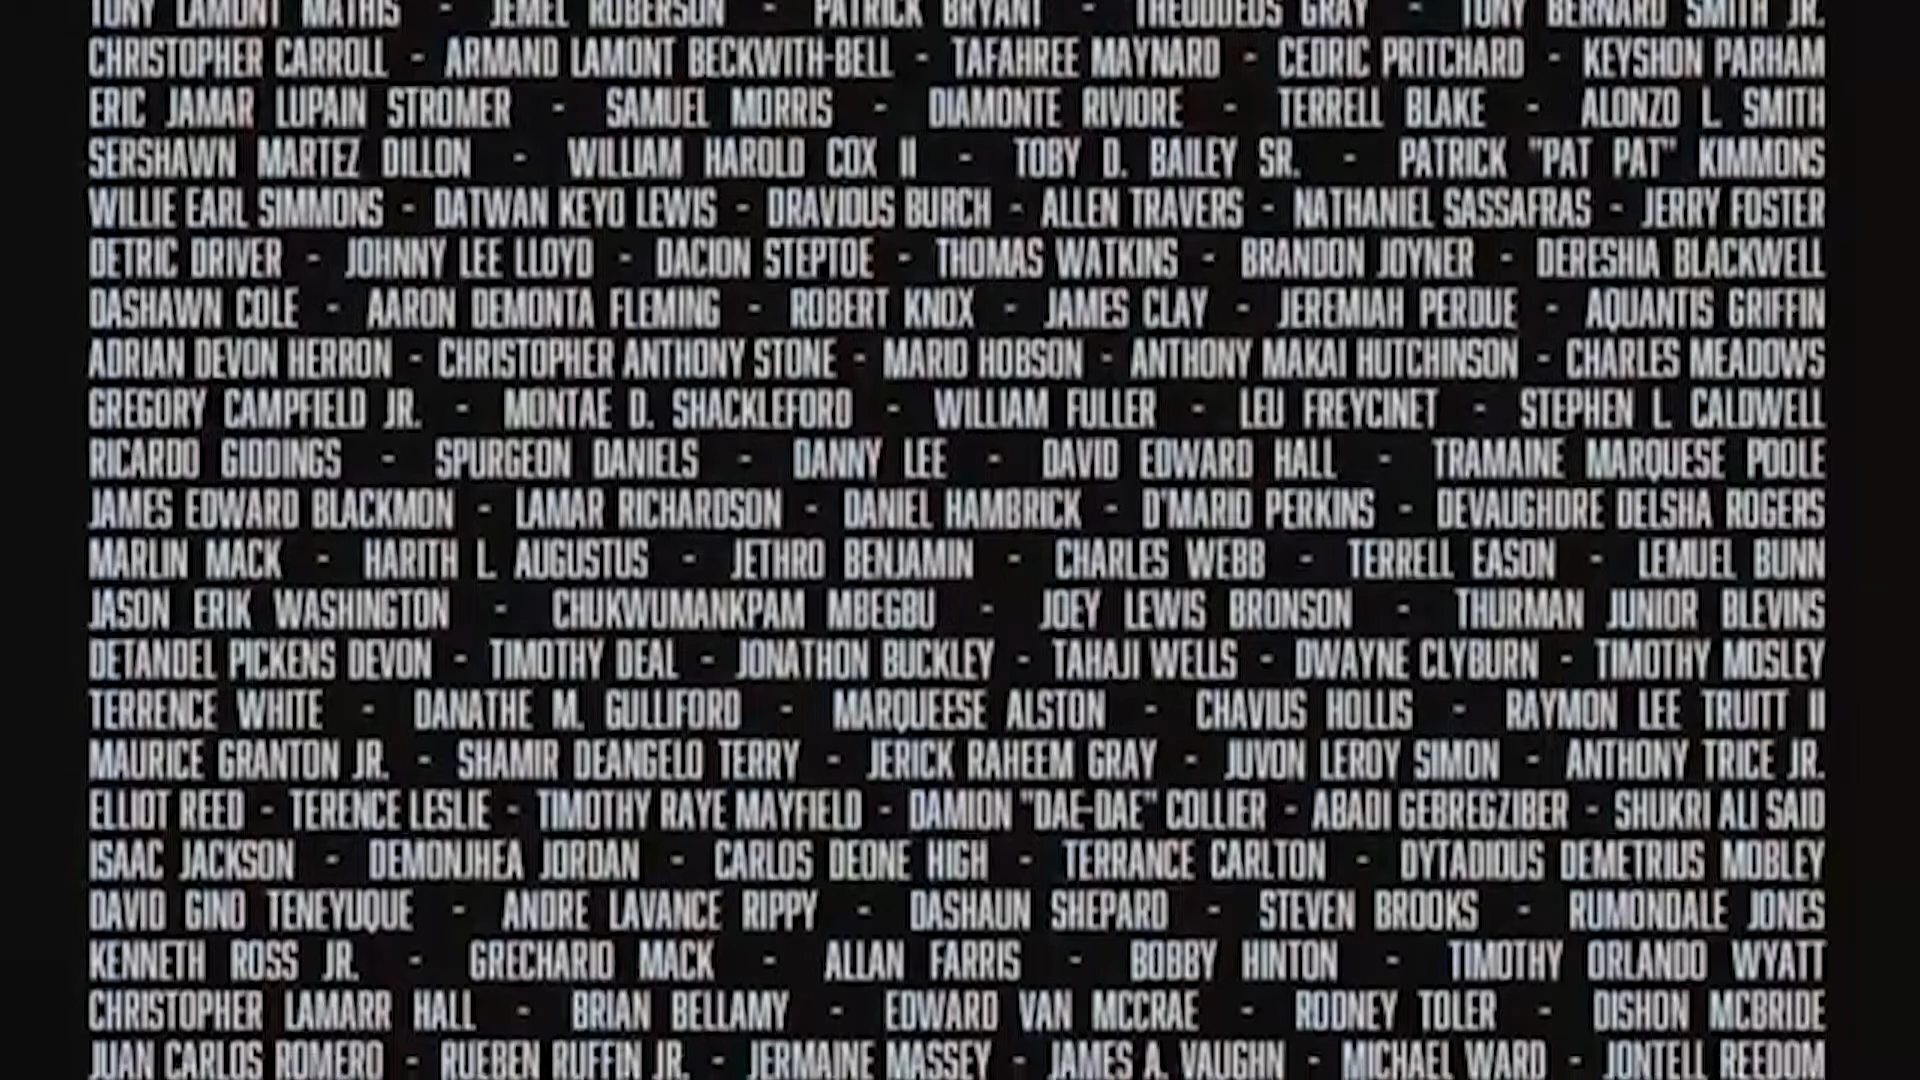 TONY LAMONT MATHIS - JEMEL ROBERSON - PATRICK BRYANT - THEODDEUS GRAY - TONY BERNARD SMITH JR.
CHRISTOPHER CARROLL - ARMAND LAMONT BECKWITH-BELL - TAFAHREE MAYNARD - CEDRIC PRITCHARD - KEYSHON PARHAM
ERIC JAMAR LUPAIN STROMER - SAMUEL MORRIS - DIAMONTE RIVIORE - TERRELL BLAKE - ALONZO L. SMITH
SERSHAWN MARTEZ DILLON - WILLIAM HAROLD COX II - TOBY D. BAILEY SR. - PATRICK "PAT PAT" KIMMONS
WILLIE EARL SIMMONS - DATWAN KEYO LEWIS - DRAVIOUS BURCH - ALLEN TRAVERS - NATHANIEL SASSAFRAS - JERRY FOSTER
DETRIC DRIVER - JOHNNY LEE LLOYD - DACION STEPTOE - THOMAS WATKINS - BRANDON JOYNER - DERESHIA BLACKWELL
DASHAWN COLE - AARON DEMONTA FLEMING - ROBERT KNOX - JAMES CLAY - JEREMIAH PERDUE - AQUANTIS GRIFFIN
ADRIAN DEVON HERRON - CHRISTOPHER ANTHONY STONE - MARIO HOBSON - ANTHONY MAKAI HUTCHINSON - CHARLES MEADOWS
GREGORY CAMPFIELD JR. - MONTAE D. SHACKLEFORD - WILLIAM FULLER - LEU FREYCINET - STEPHEN L. CALDWELL
RICARDO GIDDINGS - SPURGEON DANIELS - DANNY LEE - DAVID EDWARD HALL - TRAMAINE MARQUESE POOLE
JAMES EDWARD BLACKMON - LAMAR RICHARDSON - DANIEL HAMBRICK - D'MARIO PERKINS - DEVAUGHDRE DELSHA ROGERS
MARLIN MACK - HARITH L. AUGUSTUS - JETHRO BENJAMIN - CHARLES WEBB - TERRELL EASON - LEMUEL BUNN
JASON ERIK WASHINGTON - CHUKWUMANKPAM MBEGBU - JOEY LEWIS BRONSON - THURMAN JUNIOR BLEVINS
DETANDEL PICKENS DEVON - TIMOTHY DEAL - JONATHON BUCKLEY - TAHAJI WELLS - DWAYNE CLYBURN - TIMOTHY MOSLEY
TERRENCE WHITE - DANATHE M. GULLIFORD - MARQUEESE ALSTON - CHAVIUS HOLLIS - RAYMON LEE TRUITT II
MAURICE GRANTON JR. - SHAMIR DEANGELO TERRY - JERICK RAHEEM GRAY - JUVON LEROY SIMON - ANTHONY TRICE JR.
ELLIOT REED - TERENCE LESLIE - TIMOTHY RAYE MAYFIELD - DAMION "DAE-DAE" COLLIER - ABADI GEBREGZIBER - SHUKRI ALI SAID
ISAAC JACKSON - DEMONJHEA JORDAN - CARLOS DEONE HIGH - TERRANCE CARLTON - DYTADIOUS DEMETRIUS MOBLEY
DAVID GINO TENEYUQUE - ANDRE LAVANCE RIPPY - DASHAUN SHEPARD - STEVEN BROOKS - RUMONDALE JONES
KENNETH ROSS JR. - GRECHARIO MACK - ALLAN FARRIS - BOBBY HINTON - TIMOTHY ORLANDO WYATT
CHRISTOPHER LAMARR HALL - BRIAN BELLAMY - EDWARD VAN MCCRAE - RODNEY TOLER - DISHON MCBRIDE
JUAN CARLOS ROMERO - RUEBEN RUFFIN JR. - JERMAINE MASSEY - JAMES A. VAUGHN - MICHAEL WARD - JONTELL REEDOM